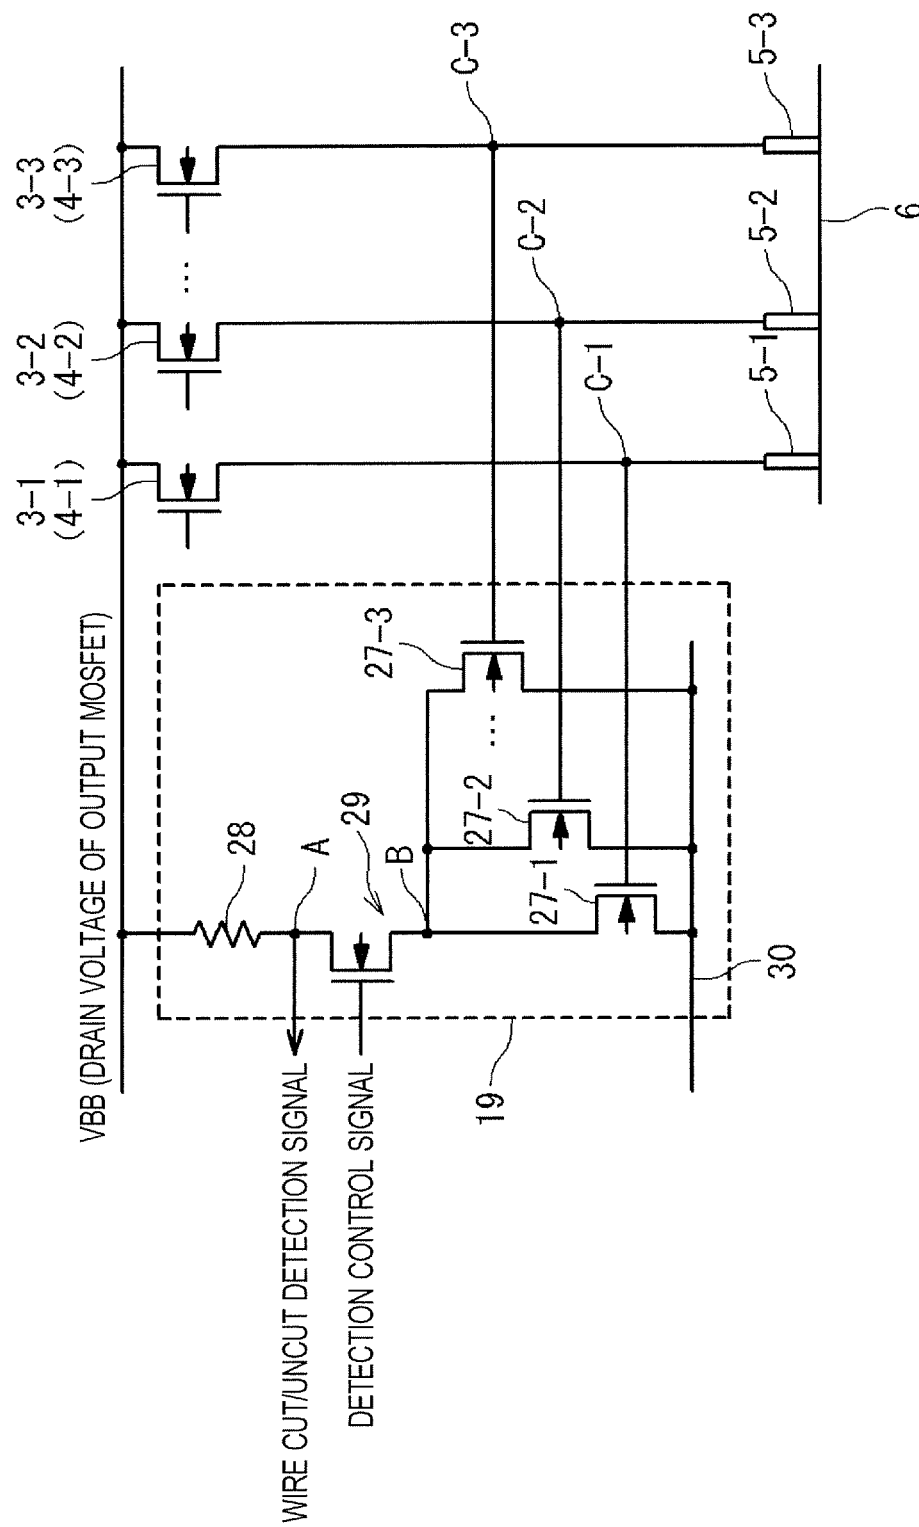 VBB (DRAIN VOLTAGE OF OUTPUT MOSFET)
3-1
(4-1)
3-2
(4-2)
...
3-3
(4-3)
28
A
WIRE CUT/UNCUT DETECTION SIGNAL
29
DETECTION CONTROL SIGNAL
B
27-1
27-2
...
27-3
19
30
C-1
C-2
C-3
5-1
5-2
5-3
6